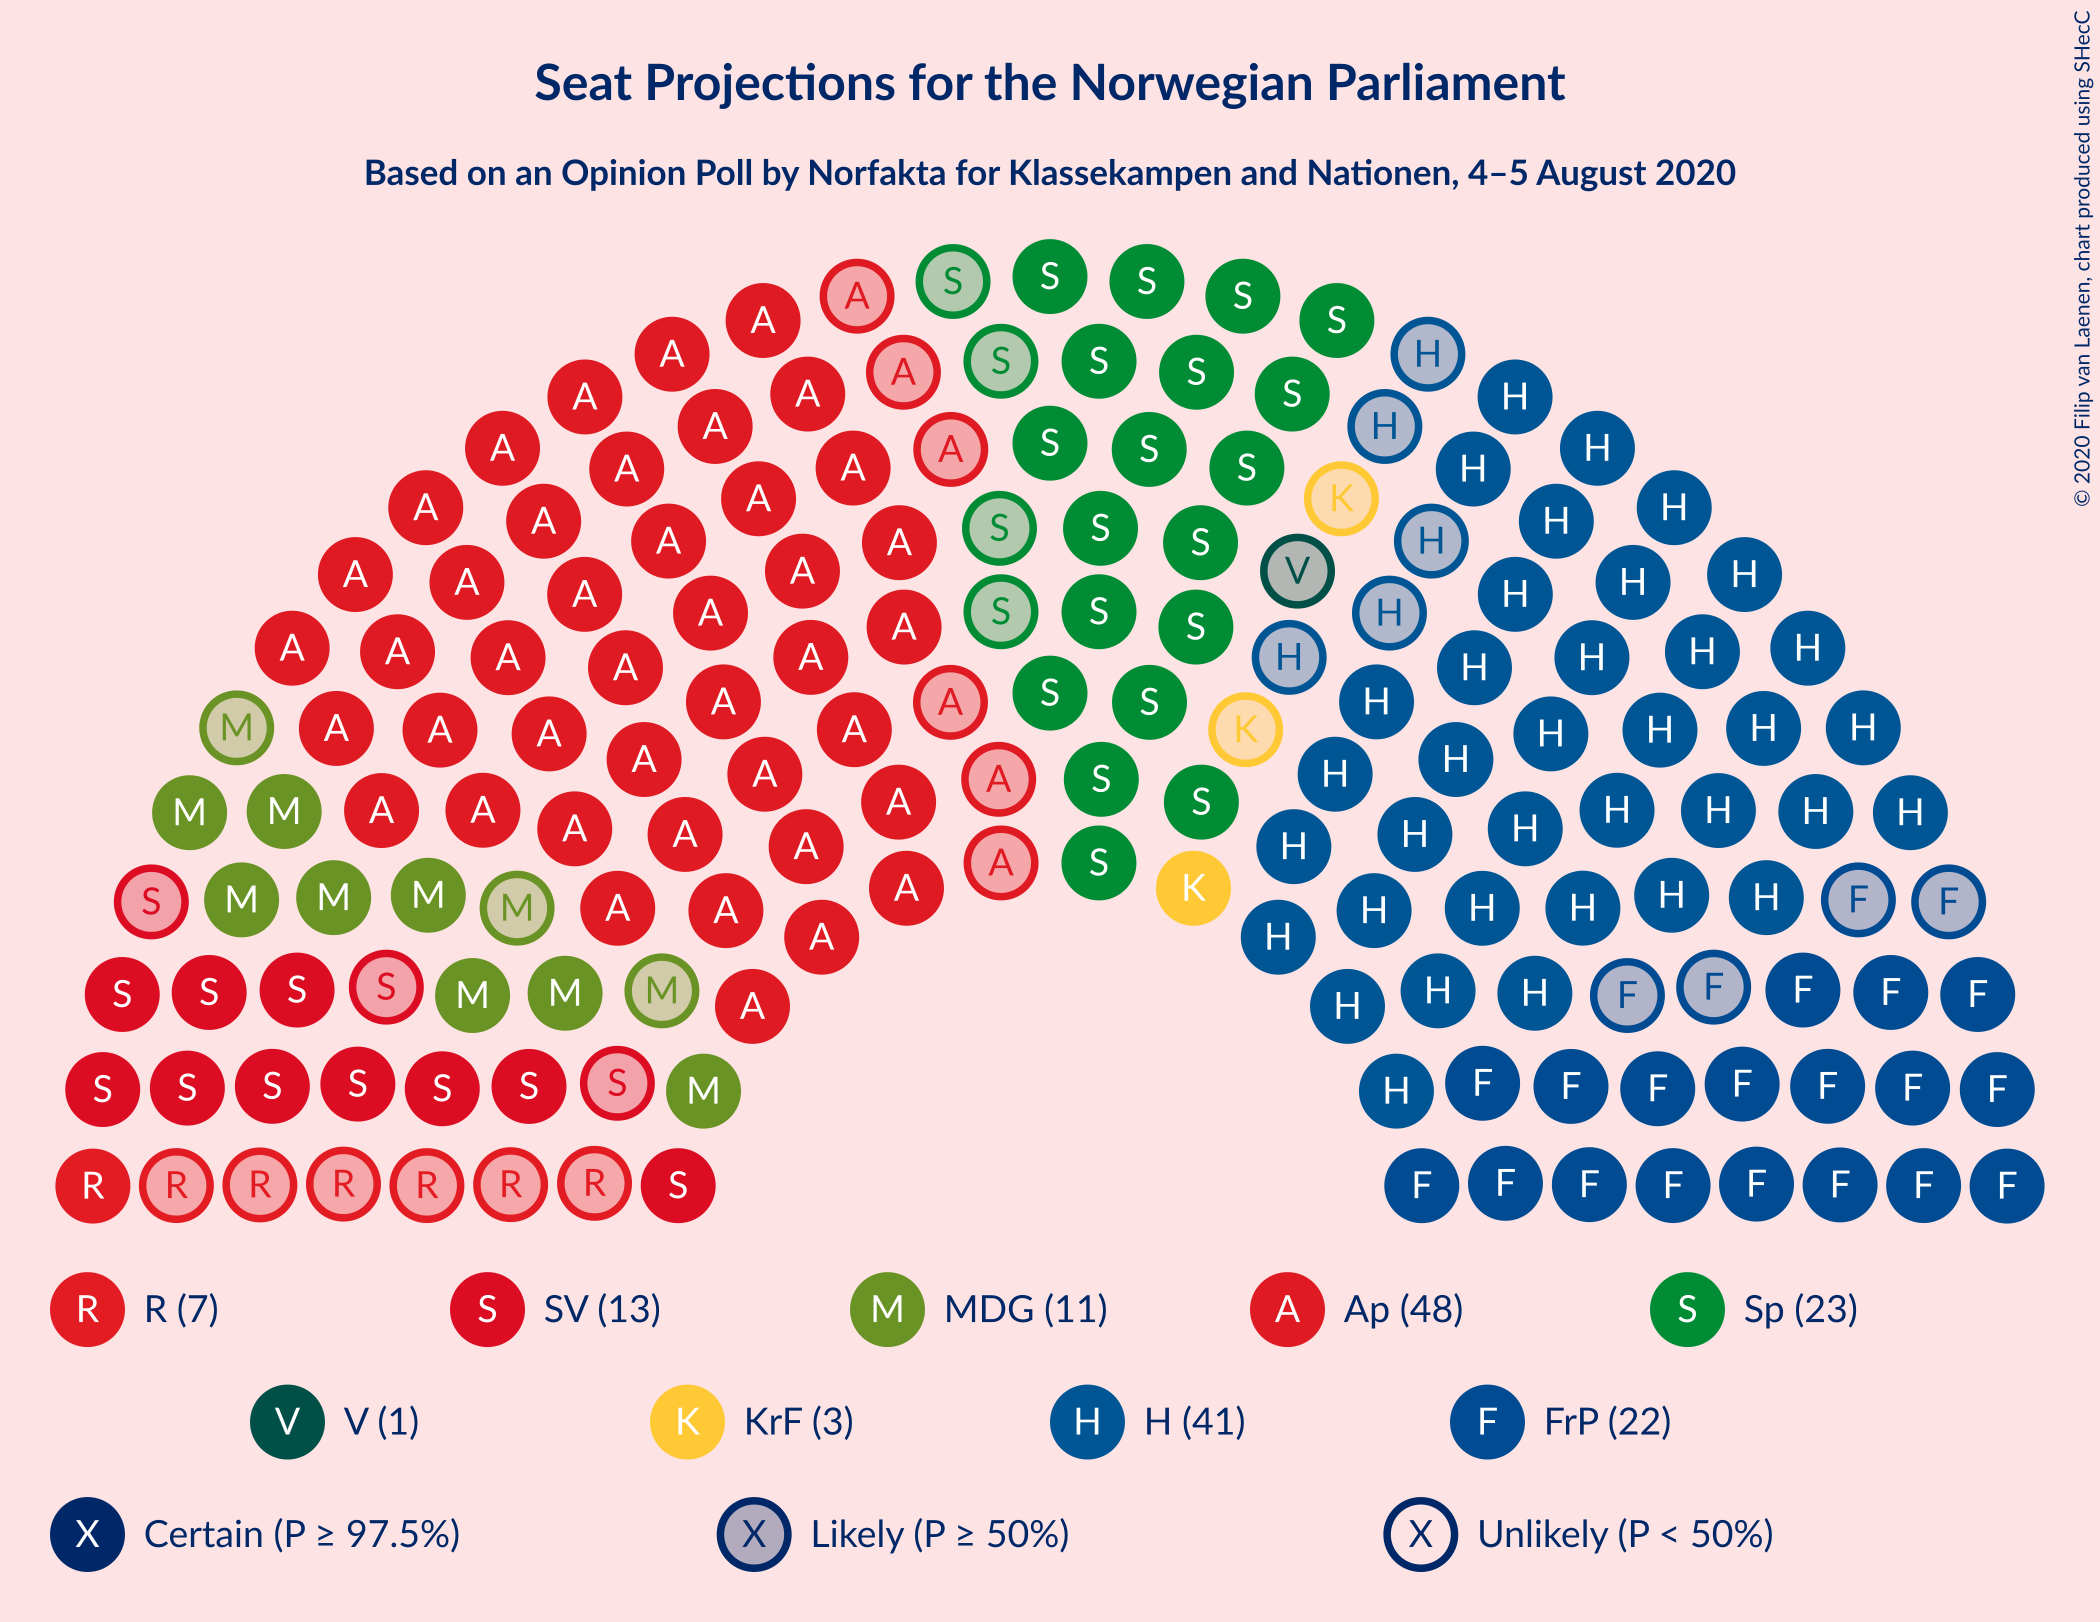 © 2020 Filip van Laenen, chart produced using SHecC
Seat Projections for the Norwegian Parliament
Based on an Opinion Poll by Norfakta for Klassekampen and Nationen, 4–5 August 2020
A S S S S
A S
A S S H
A S
A A S H
A H
A A S S H
A A S H
A A K H
A A A S S S H H
A A A A V H H H
A A S S S H
A A A A A H H H H H
A A S S H
M A A A A A K H H H H H
A A S H
M M A A A A A A S H H H H H H H
S M M M M A A A A S K H H H H H F F
A H
S S S S M M M A H H H F F F F F
S S S S S S S M H F F F F F F F
R R R R R R R S F F F F F F F F
R R (7) S SV (13) M MDG (11) A Ap (48) S Sp (23)
V V (1) K KrF (3) H H (41) F FrP (22)
X Certain (P ≥ 97.5%) X Likely (P ≥ 50%) X Unlikely (P < 50%)